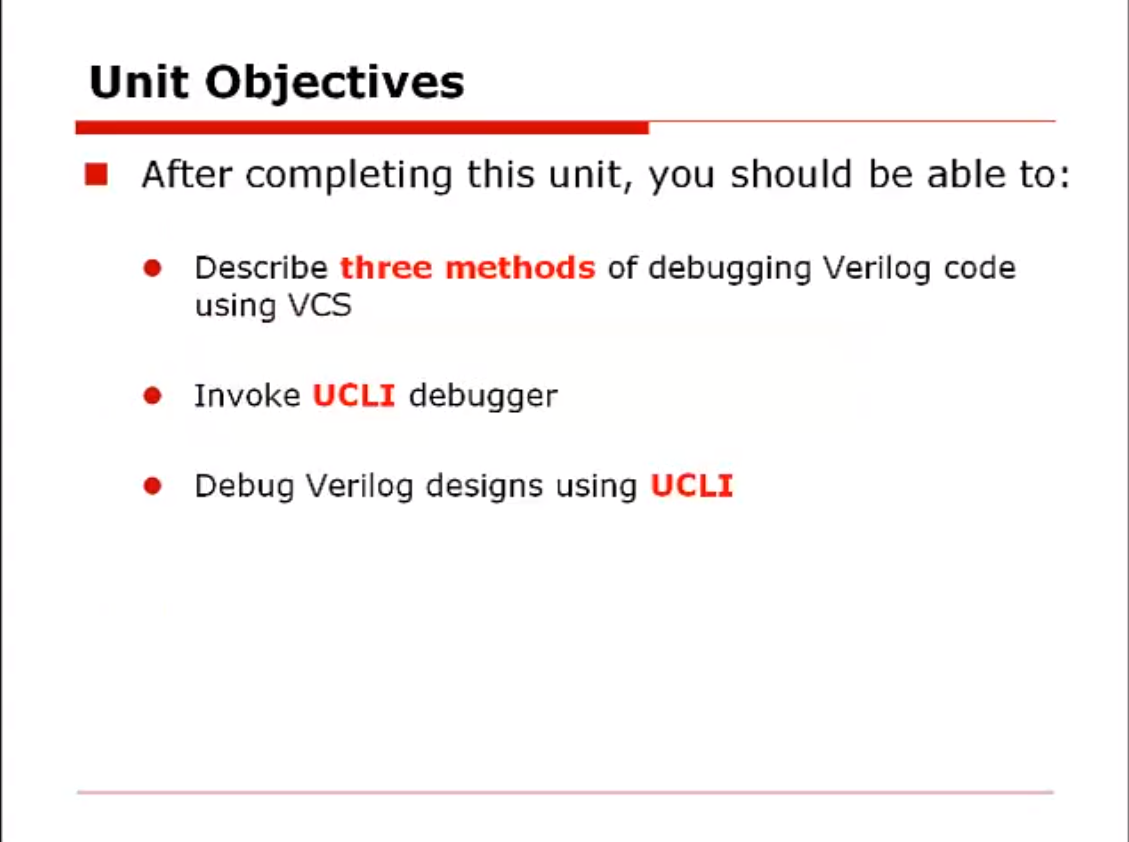 Unit Objectives
After completing this unit, you should be able to:
Describe three methods of debugging Verilog code
using VCS
Invoke UCLI debugger
Debug Verilog designs using UCLI